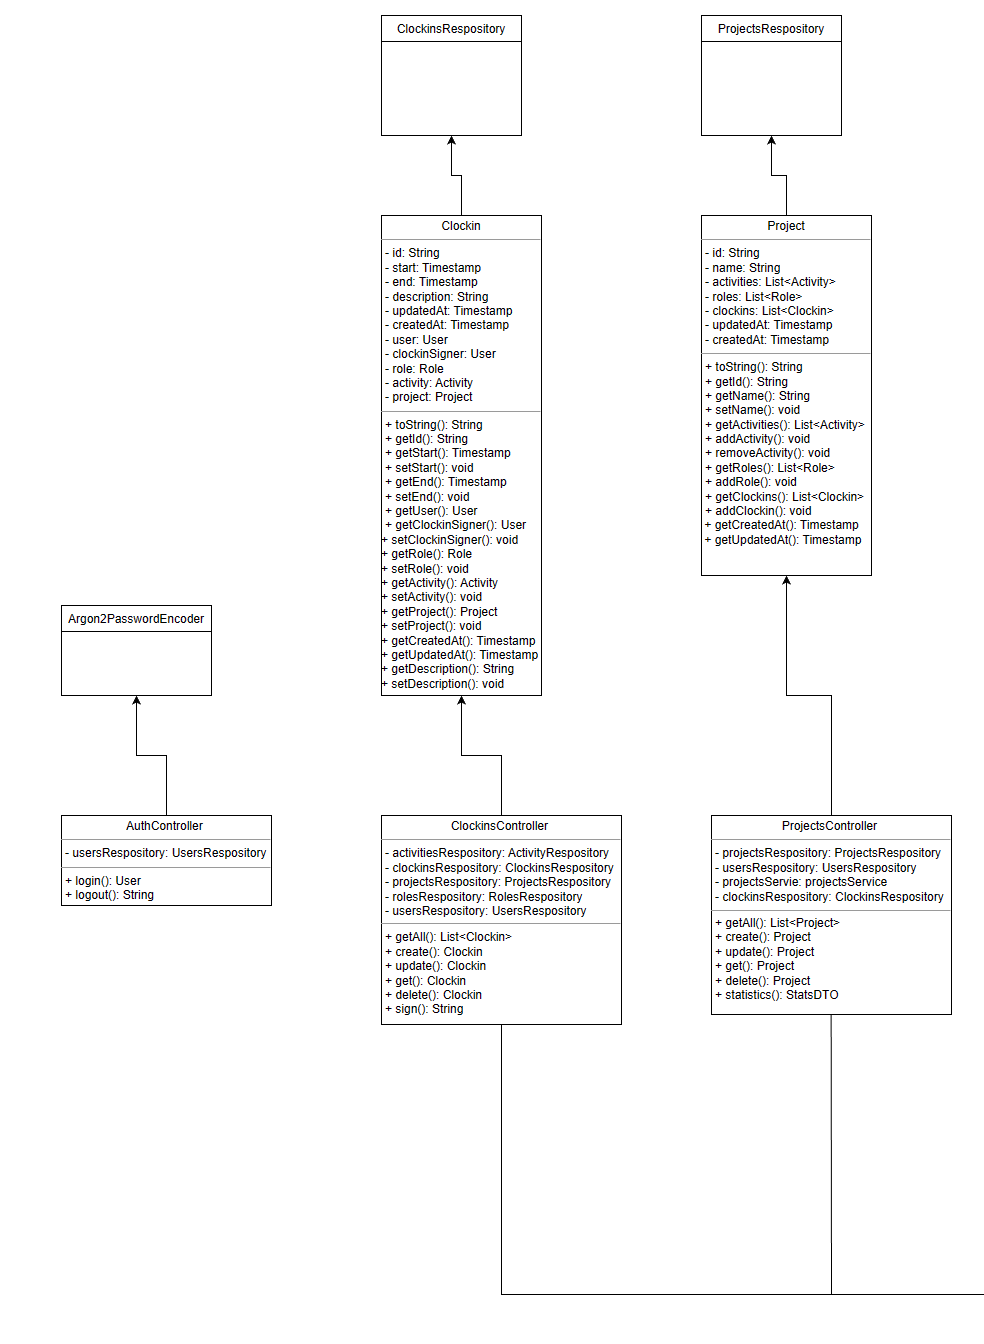 ClockinsRespository
ProjectsRespository
Clockin
- id: String
- start: Timestamp
- end: Timestamp
- description: String
- updatedAt: Timestamp
- createdAt: Timestamp
- user: User
- clockinSigner: User
- role: Role
- activity: Activity
- project: Project
+ toString(): String
+ getId(): String
+ getStart(): Timestamp
+ setStart(): void
+ getEnd(): Timestamp
+ setEnd(): void
+ getUser(): User
+ getClockinSigner(): User
+ setClockinSigner(): void
+ getRole(): Role
+ setRole(): void
+ getActivity(): Activity
+ setActivity(): void
+ getProject(): Project
+ setProject(): void
+ getCreatedAt(): Timestamp
+ getUpdatedAt(): Timestamp
+ getDescription(): String
+ setDescription(): void
Project
- id: String
- name: String
- activities: List<Activity>
- roles: List<Role>
- clockins: List<Clockin>
- updatedAt: Timestamp
- createdAt: Timestamp
+ toString(): String
+ getId(): String
+ getName(): String
+ setName(): void
+ getActivities(): List<Activity>
+ addActivity(): void
+ removeActivity(): void
+ getRoles(): List<Role>
+ addRole(): void
+ getClockins(): List<Clockin>
+ addClockin(): void
+ getCreatedAt(): Timestamp
+ getUpdatedAt(): Timestamp
Argon2PasswordEncoder
AuthController
- usersRespository: UsersRespository
+ login(): User
+ logout(): String
ClockinsController
- activitiesRespository: ActivityRespository
- clockinsRespository: ClockinsRespository
- projectsRespository: ProjectsRespository
- rolesRespository: RolesRespository
- usersRespository: UsersRespository
+ getAll(): List<Clockin>
+ create(): Clockin
+ update(): Clockin
+ get(): Clockin
+ delete(): Clockin
+ sign(): String
ProjectsController
- projectsRespository: ProjectsRespository
- usersRespository: UsersRespository
- projectsServie: projectsService
- clockinsRespository: ClockinsRespository
+ getAll(): List<Project>
+ create(): Project
+ update(): Project
+ get(): Project
+ delete(): Project
+ statistics(): StatsDTO